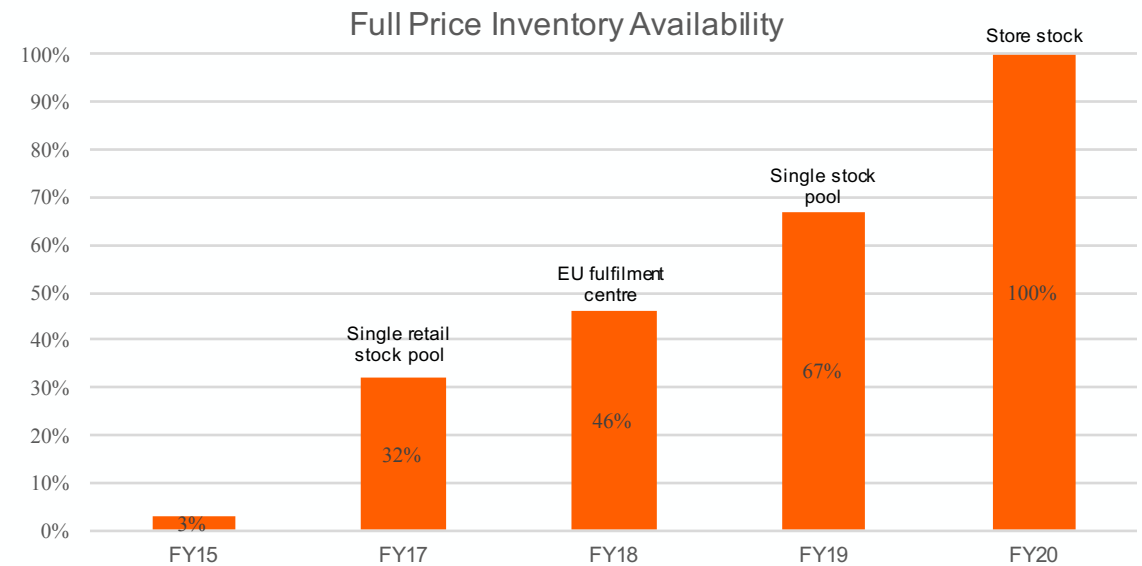 Full Price Inventory Availability
Store stock
100%
90%
80%
Single stock
pool
70%
60%
EU fulfilment
centre
50%
100%
Single retail
stock pool
40%
67%
30%
46%
20%
32%
10%
3%
0%
FY15
FY17
FY18
FY19
FY20